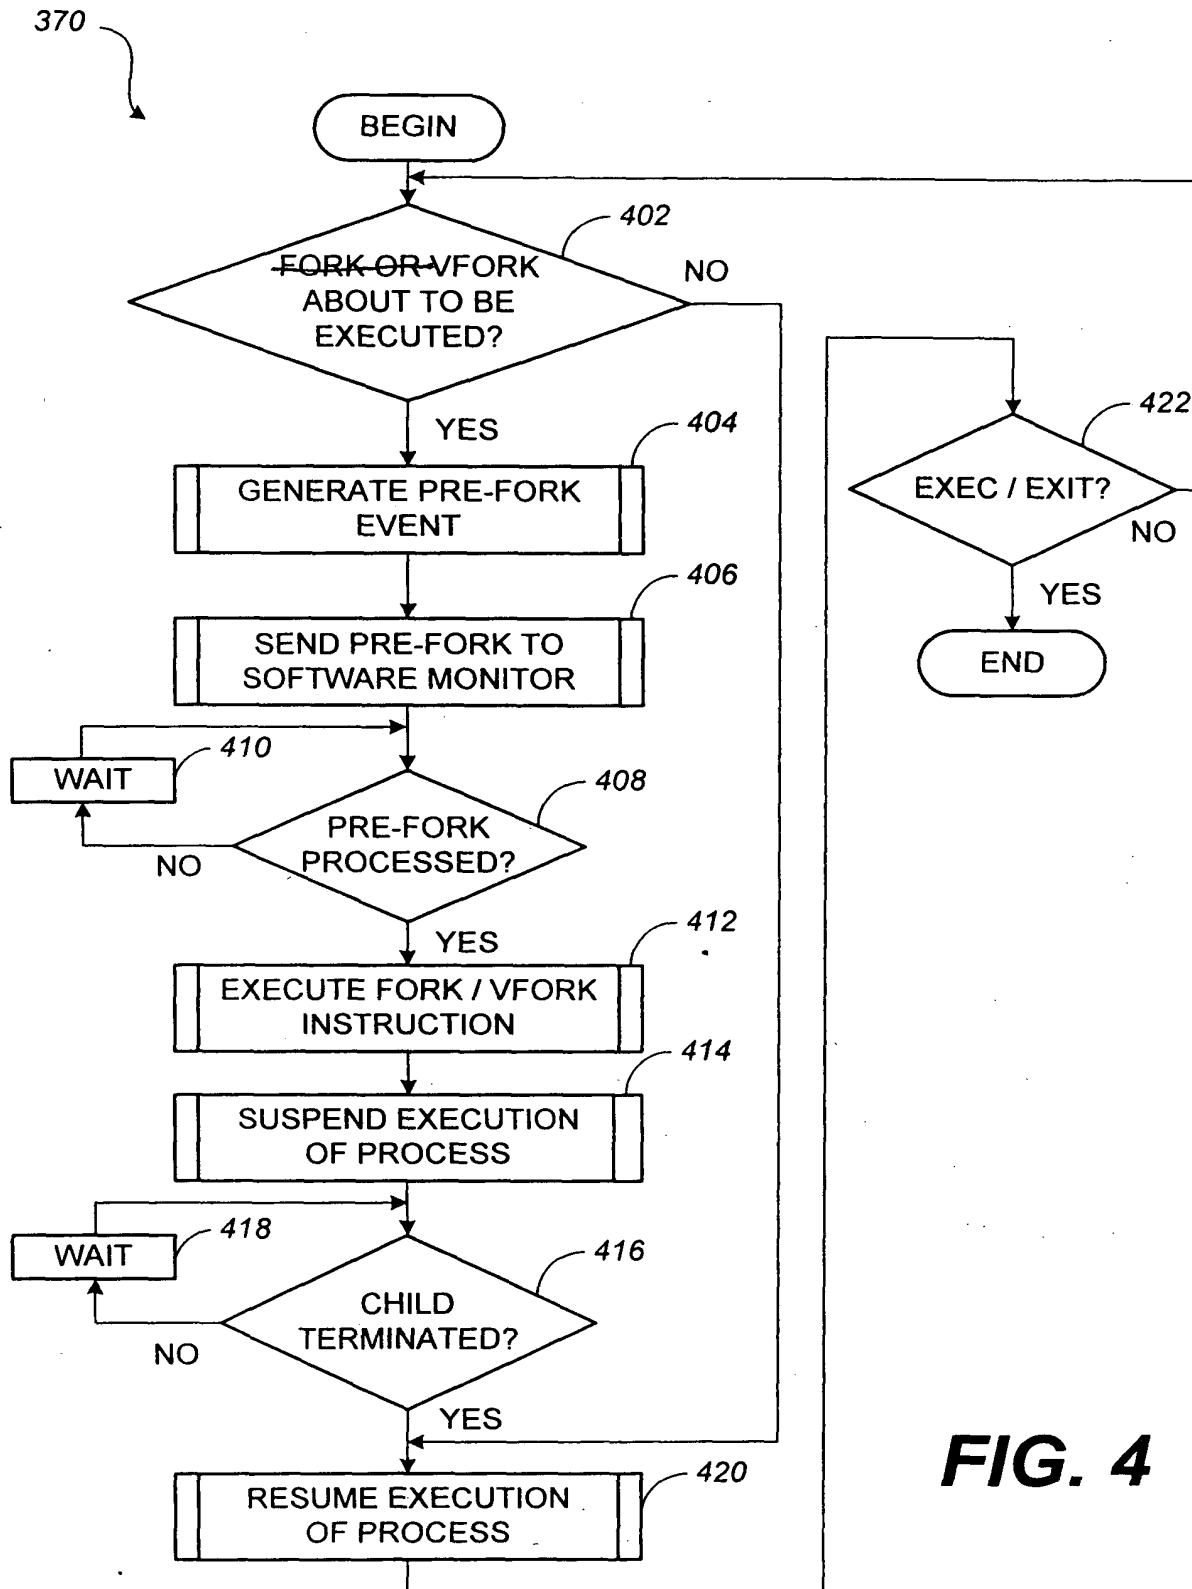 370
BEGIN
402
FORK OR VFORK
ABOUT TO BE
EXECUTED?
NO
YES
404
GENERATE PRE-FORK
EVENT
406
SEND PRE-FORK TO
SOFTWARE MONITOR
410
WAIT
408
PRE-FORK
PROCESSED?
NO
YES
412
EXECUTE FORK / VFORK
INSTRUCTION
414
SUSPEND EXECUTION
OF PROCESS
418
WAIT
416
CHILD
TERMINATED?
NO
YES
420
RESUME EXECUTION
OF PROCESS
422
EXEC / EXIT?
NO
YES
END
FIG. 4